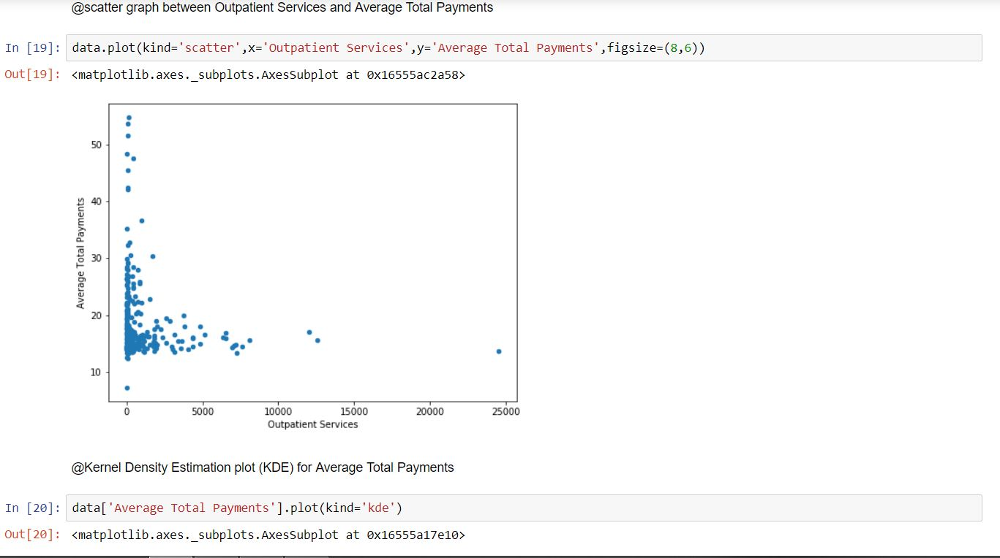 @scatter graph between Outpatient Services and Average Total Payments
In [19]: data.plot(kind='scatter',x='Outpatient Services',y='Average Total Payments',figsize=(8,6))
Out[19]: <matplotlib.axes._subplots.AxesSubplot at 0x16555ac2a58>
50
40
30
20
10
Average Total Payments
0 5000 10000 15000 20000 25000
Outpatient Services
@Kernel Density Estimation plot (KDE) for Average Total Payments
In [20]: data['Average Total Payments'].plot(kind='kde')
Out[20]: <matplotlib.axes._subplots.AxesSubplot at 0x16555a17e10>